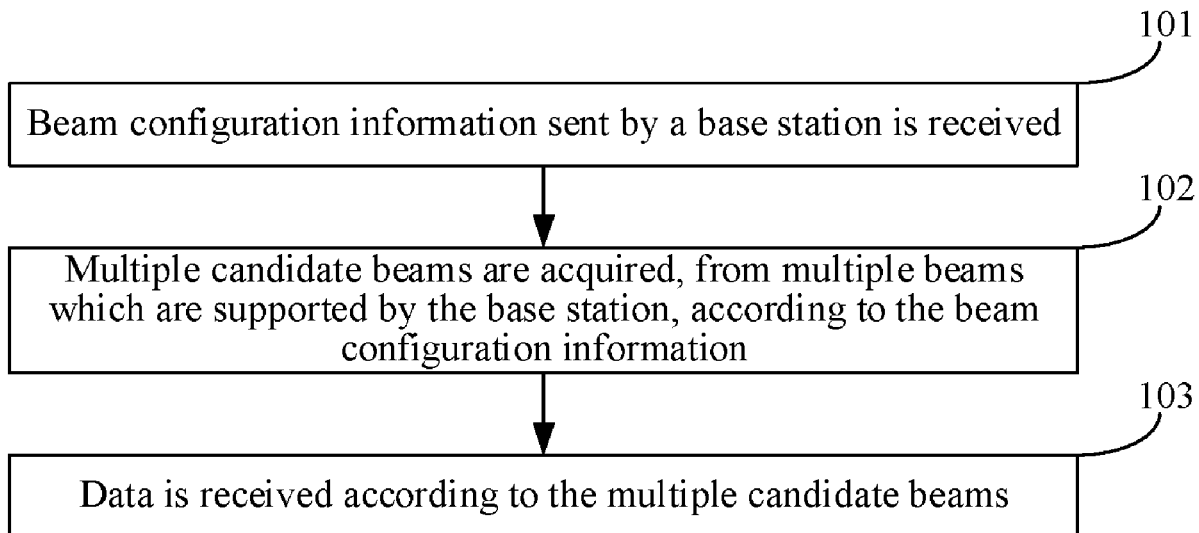 101
Beam configuration information sent by a base station is received
102
Multiple candidate beams are acquired, from multiple beams
which are supported by the base station, according to the beam
configuration information
103
Data is received according to the multiple candidate beams